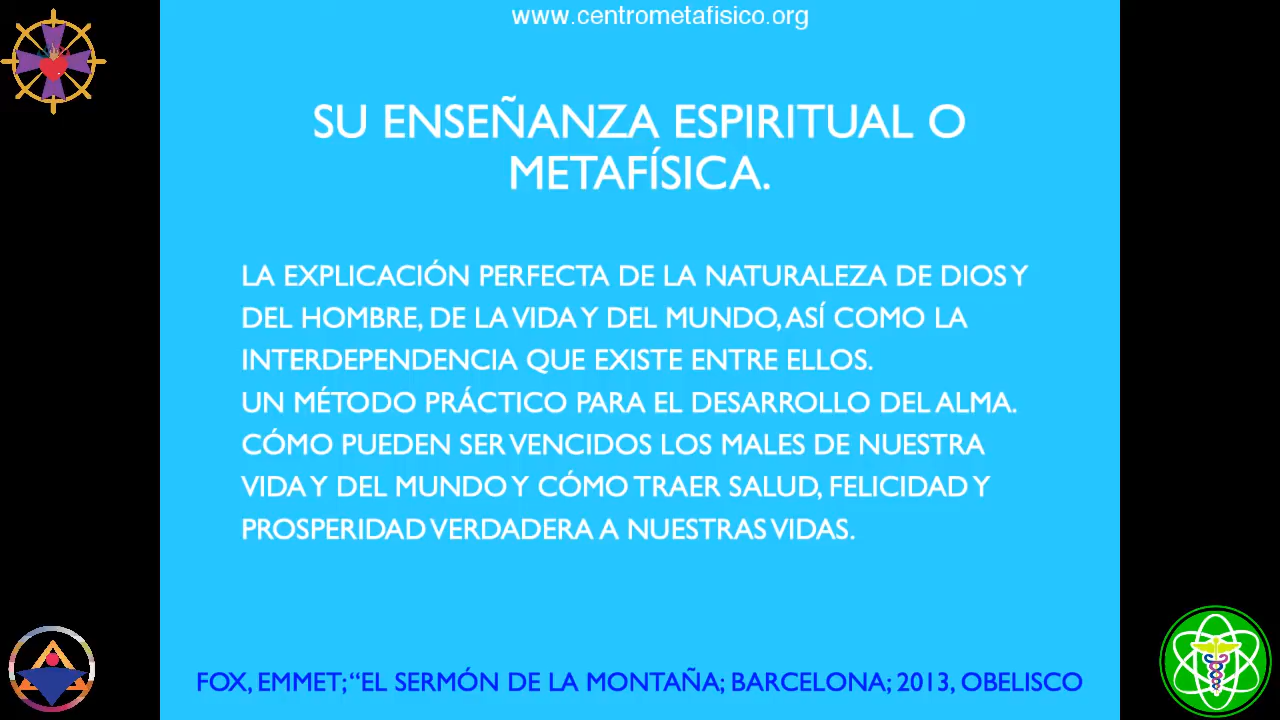 www.centrometafisico.org
SU ENSEÑANZA ESPIRITUAL O
METAFÍSICA.
LA EXPLICACIÓN PERFECTA DE LA NATURALEZA DE DIOS Y
DEL HOMBRE, DE LA VIDA Y DEL MUNDO, ASÍ COMO LA
INTERDEPENDENCIA QUE EXISTE ENTRE ELLOS.
UN MÉTODO PRÁCTICO PARA EL DESARROLLO DEL ALMA.
CÓMO PUEDEN SER VENCIDOS LOS MALES DE NUESTRA
VIDA Y DEL MUNDO Y CÓMO TRAER SALUD, FELICIDAD Y
PROSPERIDAD VERDADERA A NUESTRAS VIDAS.
FOX, EMMET; “EL SERMÓN DE LA MONTAÑA; BARCELONA; 2013, OBELISCO